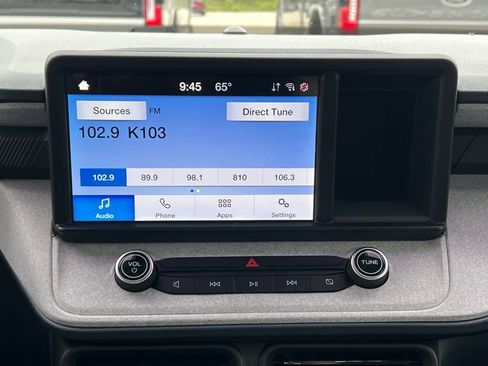 9:45 65°
Sources FM Direct Tune
102.9 K103
102.9 89.9 98.1 810 106.3
Audio Phone Apps Settings
VOL TUNE